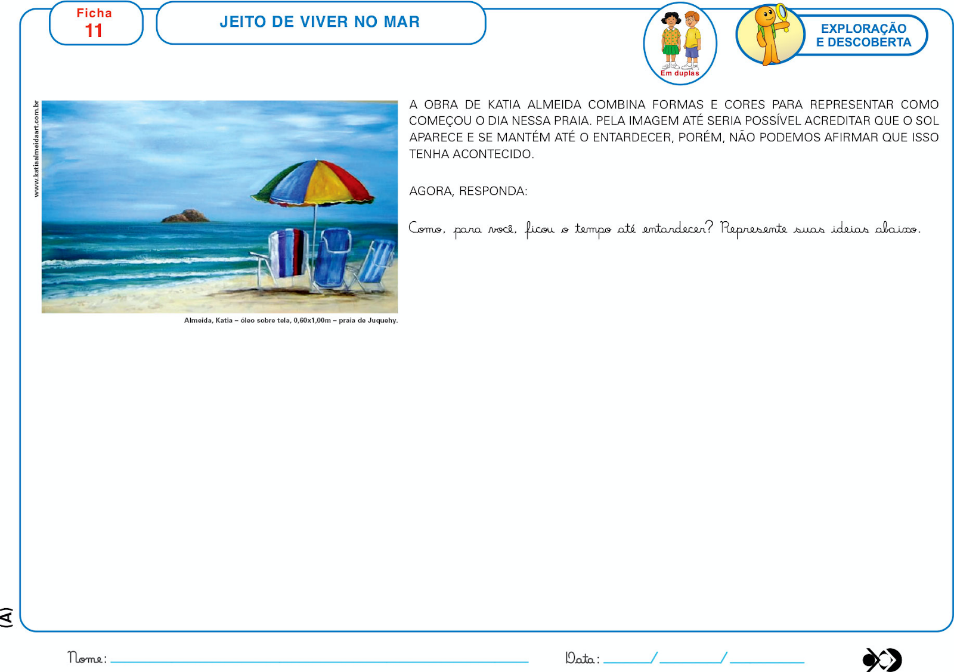 Ficha
11
JEITO DE VIVER NO MAR
Em duplas
EXPLORAÇÃO
E DESCOBERTA
www.katiaalmeidaart.com.br
A OBRA DE KATIA ALMEIDA COMBINA FORMAS E CORES PARA REPRESENTAR COMO
COMEÇOU O DIA NESSA PRAIA. PELA IMAGEM ATÉ SERIA POSSÍVEL ACREDITAR QUE O SOL
APARECE E SE MANTÉM ATÉ O ENTARDECER, PORÉM, NÃO PODEMOS AFIRMAR QUE ISSO
TENHA ACONTECIDO.
AGORA, RESPONDA:
Como, para você, ficou o tempo até entardecer? Represente suas ideias abaixo.
Almeida, Katia – óleo sobre tela, 0,60x1,00m – praia de Juquehy.
(A)
Nome:
Data: / /